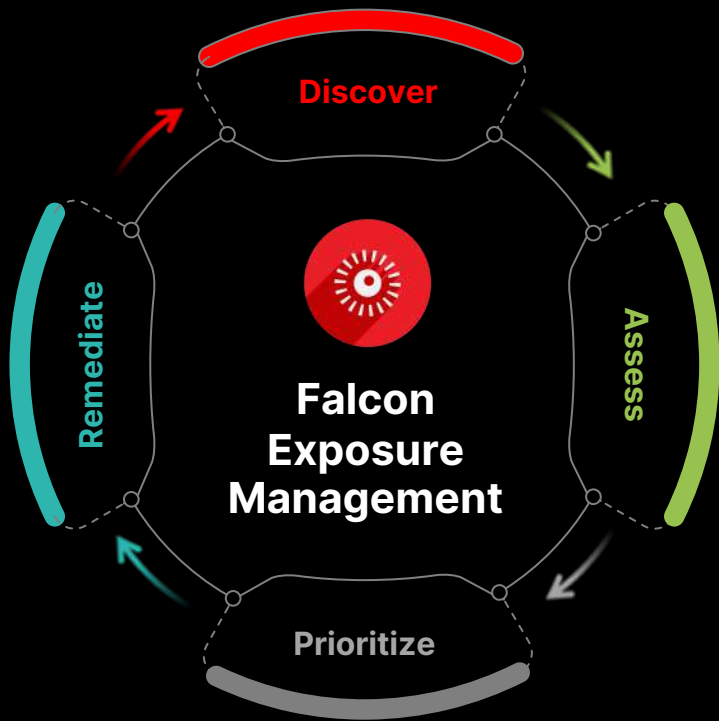 Discover
Remediate
Assess
Falcon
Exposure
Management
Prioritize